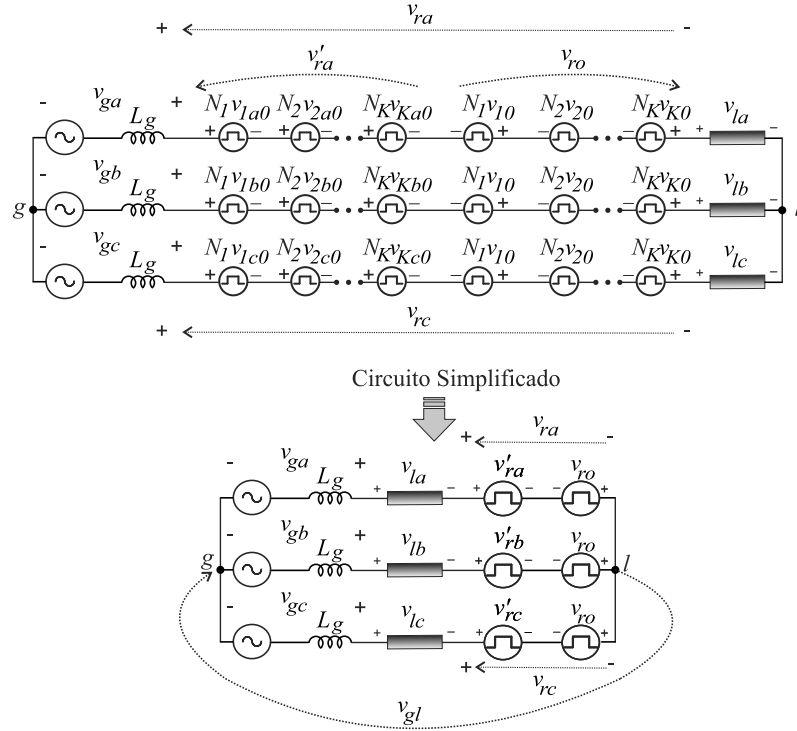 + v_ra -
v'_ra v_ro
- v_ga + N_1v_1a0 N_2v_2a0 N_Kv_Ka0 N_1v_10 N_2v_20 N_Kv_K0 v_la
L_g + - + - + - - + - + - + + -
- v_gb + N_1v_1b0 N_2v_2b0 N_Kv_Kb0 N_1v_10 N_2v_20 N_Kv_K0 v_lb
g L_g + - + - + - - + - + - + + -
- v_gc + N_1v_1c0 N_2v_2c0 N_Kv_Kc0 N_1v_10 N_2v_20 N_Kv_K0 v_lc
L_g + - + - + - - + - + - + + -
+ v_rc -
Circuito Simplificado
+ v_ra -
- v_ga + v_la v'_ra v_ro
L_g + - + - - +
- v_gb + v_lb v'_rb v_ro
g L_g + - + - - + l
- v_gc + v_lc v'_rc v_ro
L_g + - + - - +
+ v_rc -
v_gl